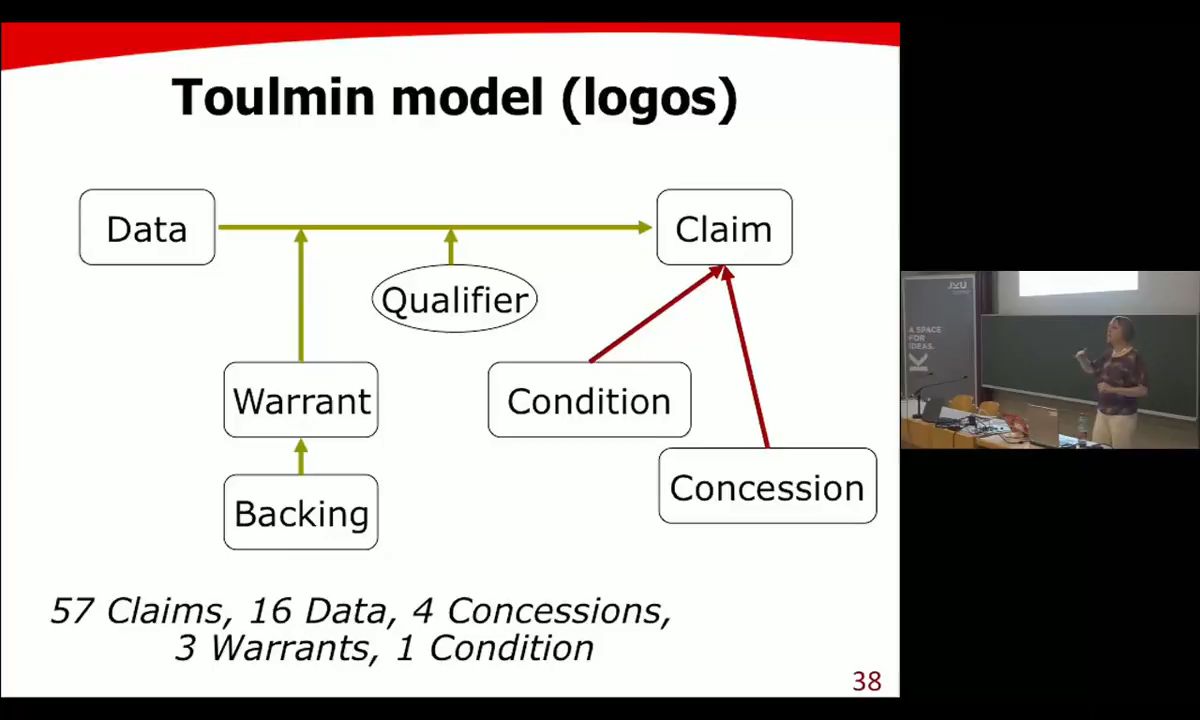 Toulmin model (logos)
Data
Claim
Qualifier
Warrant
Condition
Backing
Concession
57 Claims, 16 Data, 4 Concessions,
3 Warrants, 1 Condition
38
JKU
A SPACE
FOR
IDEAS.